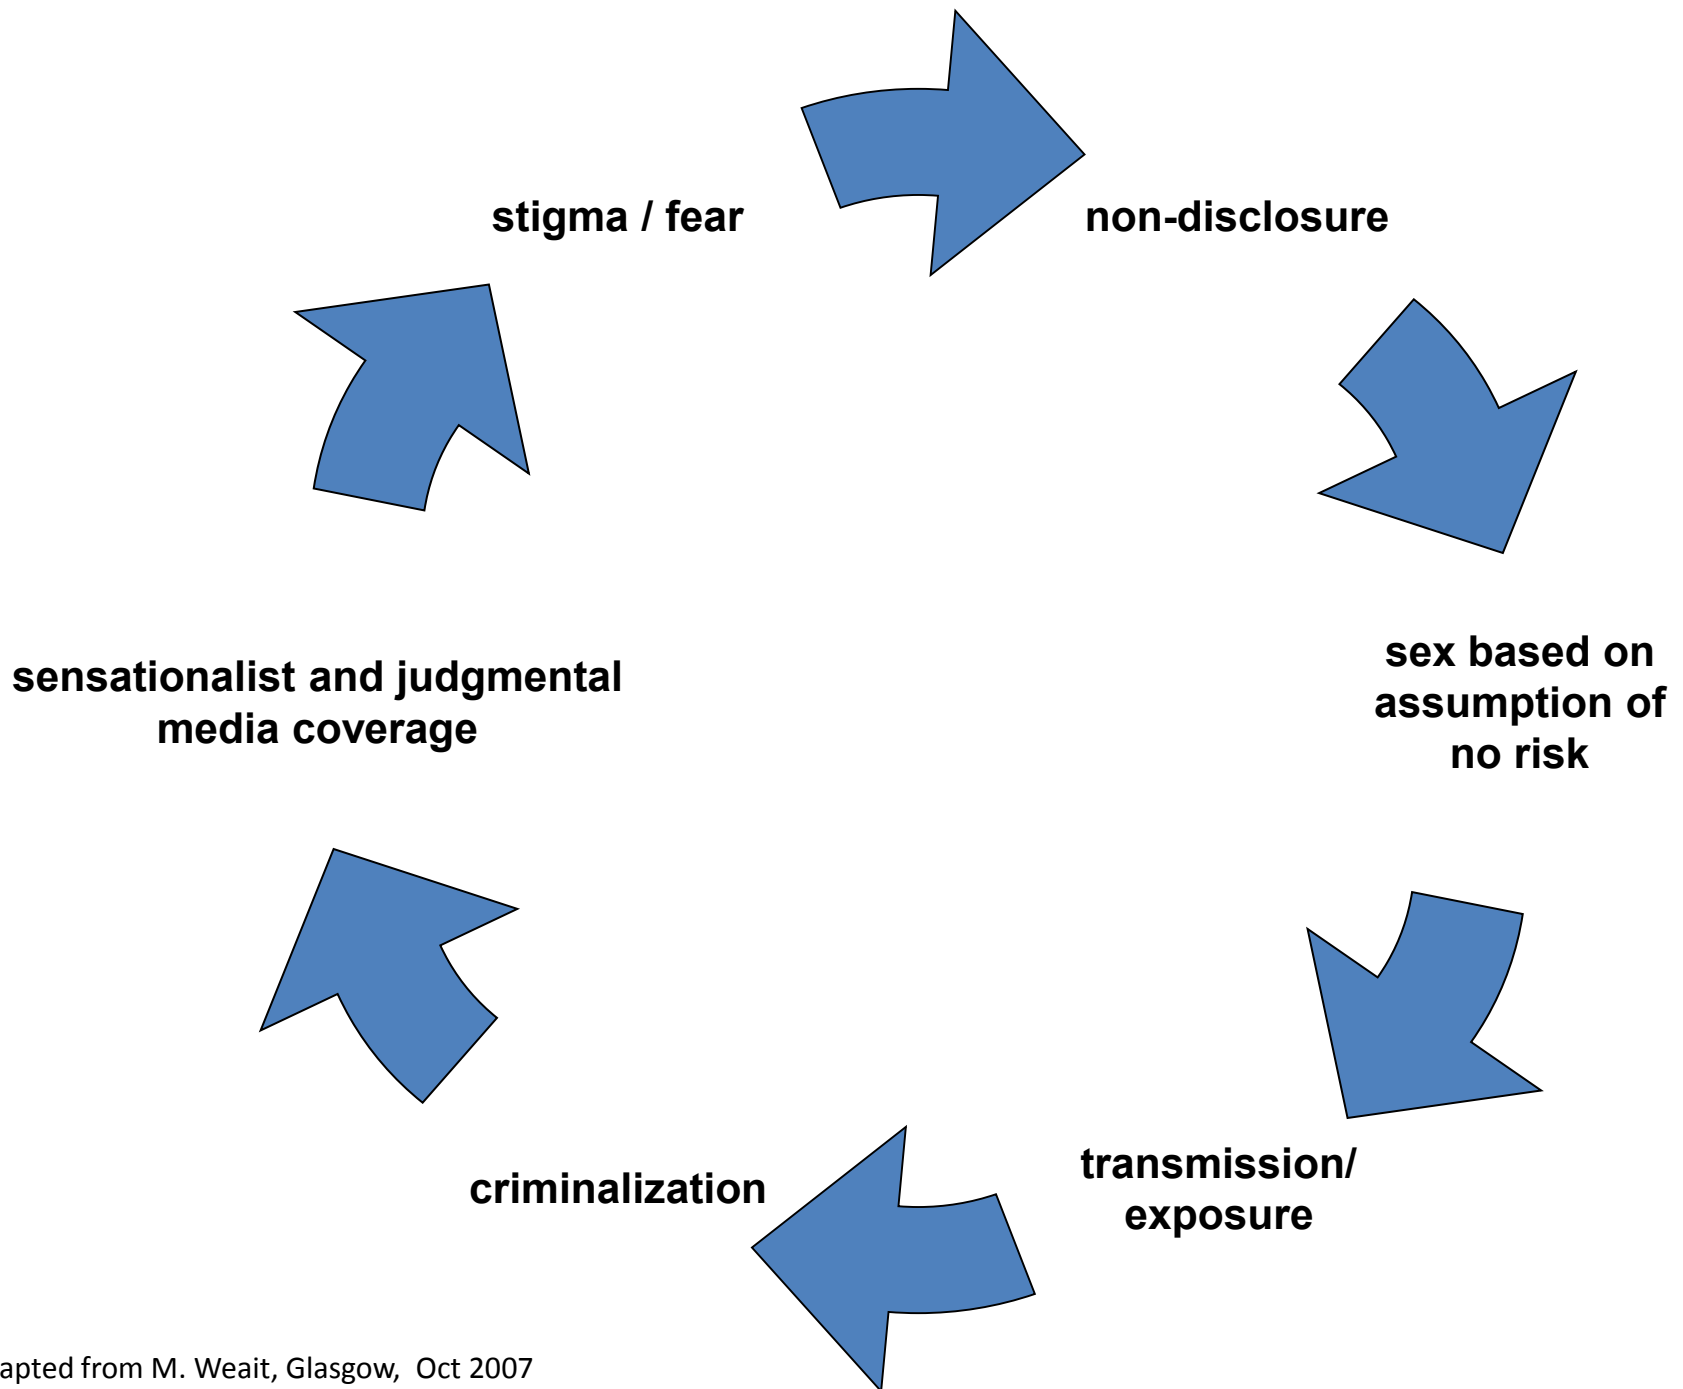 stigma / fear
non-disclosure
sex based on
assumption of
no risk
transmission/
exposure
criminalization
sensationalist and judgmental
media coverage
apted from M. Weait, Glasgow, Oct 2007